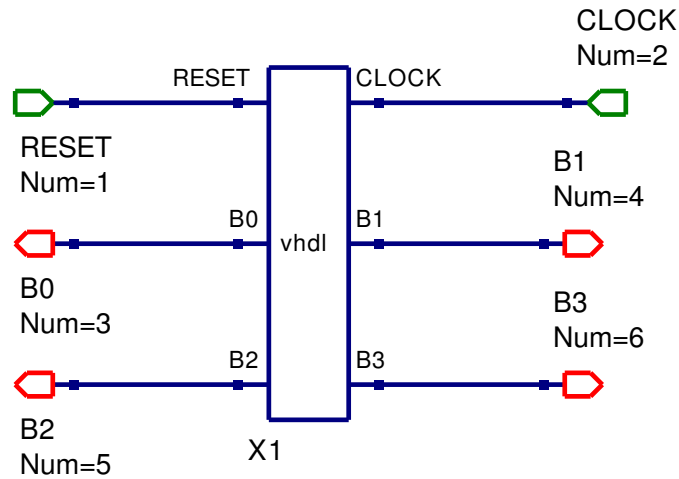 CLOCK
Num=2
RESET
CLOCK
RESET
Num=1
B1
Num=4
B0
B1
vhdl
B0
Num=3
B3
Num=6
B2
B3
B2
Num=5
X1